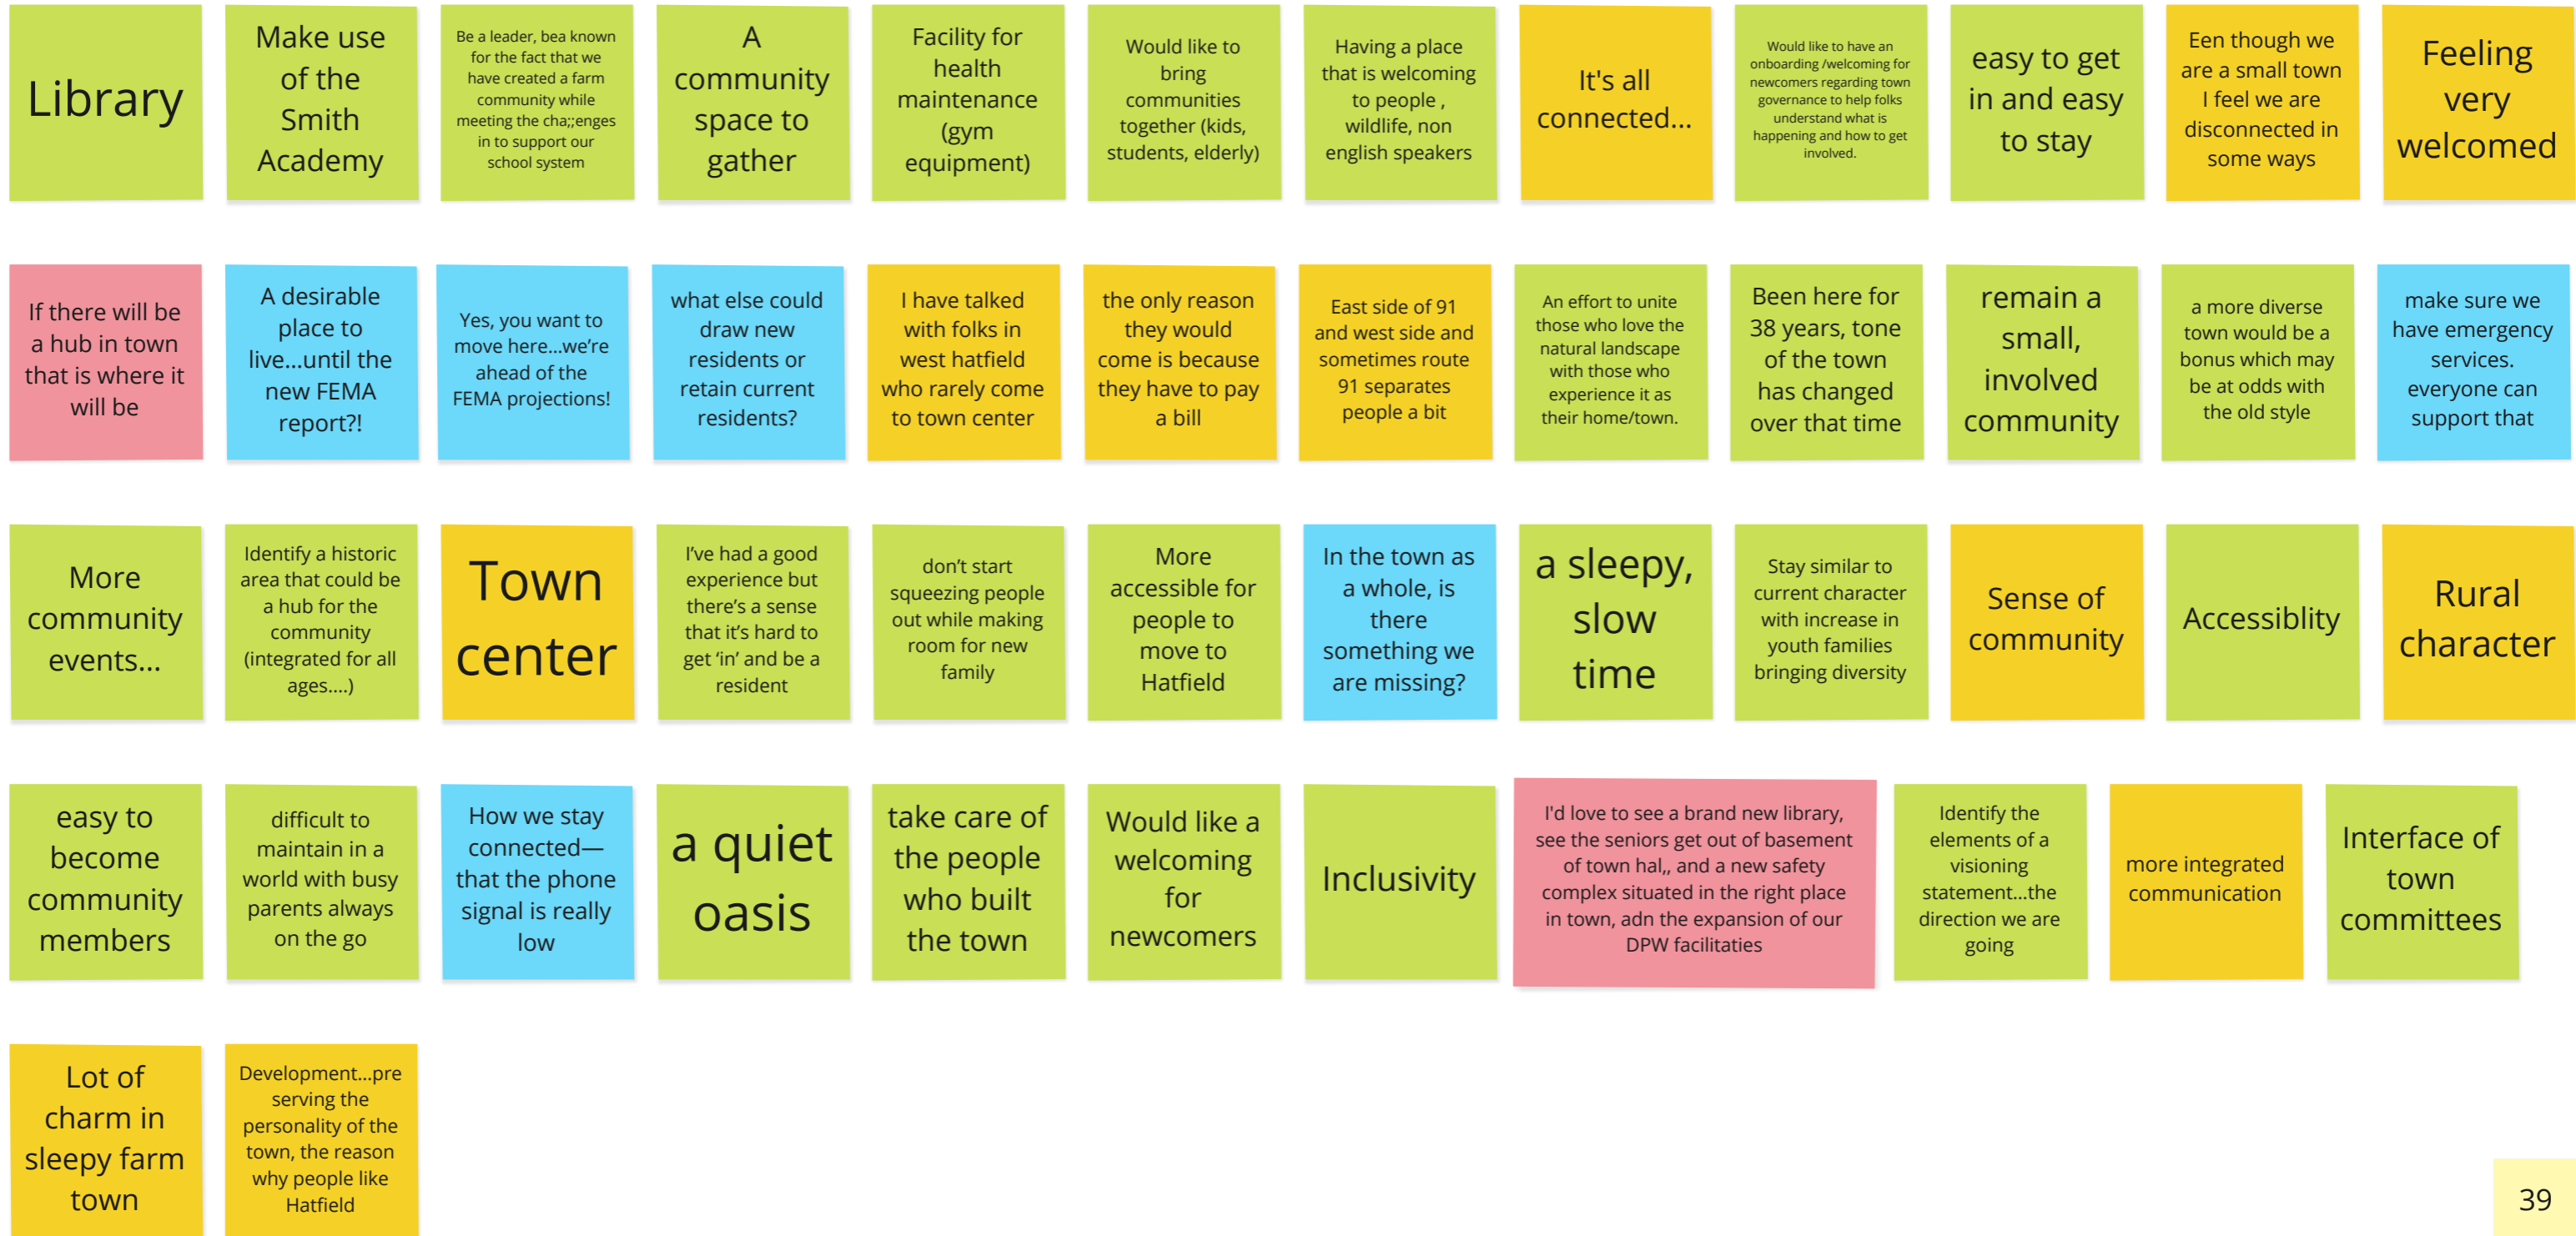 Library
Make use
of the
Smith
Academy
Be a leader, bea known
for the fact that we
have created a farm
community while
meeting the cha;;enges
in to support our
school system
A
community
space to
gather
Facility for
health
maintenance
(gym
equipment)
Would like to
bring
communities
together (kids,
students, elderly)
Having a place
that is welcoming
to people ,
wildlife, non
english speakers
It's all
connected...
Would like to have an
onboarding /welcoming for
newcomers regarding town
governance to help folks
understand what is
happening and how to get
involved.
easy to get
in and easy
to stay
Een though we
are a small town
I feel we are
disconnected in
some ways
Feeling
very
welcomed
If there will be
a hub in town
that is where it
will be
A desirable
place to
live...until the
new FEMA
report?!
Yes, you want to
move here...we’re
ahead of the
FEMA projections!
what else could
draw new
residents or
retain current
residents?
I have talked
with folks in
west hatfield
who rarely come
to town center
the only reason
they would
come is because
they have to pay
a bill
East side of 91
and west side and
sometimes route
91 separates
people a bit
An effort to unite
those who love the
natural landscape
with those who
experience it as
their home/town.
Been here for
38 years, tone
of the town
has changed
over that time
remain a
small,
involved
community
a more diverse
town would be a
bonus which may
be at odds with
the old style
make sure we
have emergency
services.
everyone can
support that
More
community
events...
Identify a historic
area that could be
a hub for the
community
(integrated for all
ages....)
Town
center
I’ve had a good
experience but
there’s a sense
that it’s hard to
get ‘in’ and be a
resident
don’t start
squeezing people
out while making
room for new
family
More
accessible for
people to
move to
Hatfield
In the town as
a whole, is
there
something we
are missing?
a sleepy,
slow
time
Stay similar to
current character
with increase in
youth families
bringing diversity
Sense of
community
Accessiblity
Rural
character
easy to
become
community
members
difficult to
maintain in a
world with busy
parents always
on the go
How we stay
connected—
that the phone
signal is really
low
a quiet
oasis
take care of
the people
who built
the town
Would like a
welcoming
for
newcomers
Inclusivity
I'd love to see a brand new library,
see the seniors get out of basement
of town hal,, and a new safety
complex situated in the right place
in town, adn the expansion of our
DPW facilitaties
Identify the
elements of a
visioning
statement...the
direction we are
going
more integrated
communication
Interface of
town
committees
Lot of
charm in
sleepy farm
town
Development...pre
serving the
personality of the
town, the reason
why people like
Hatfield
39